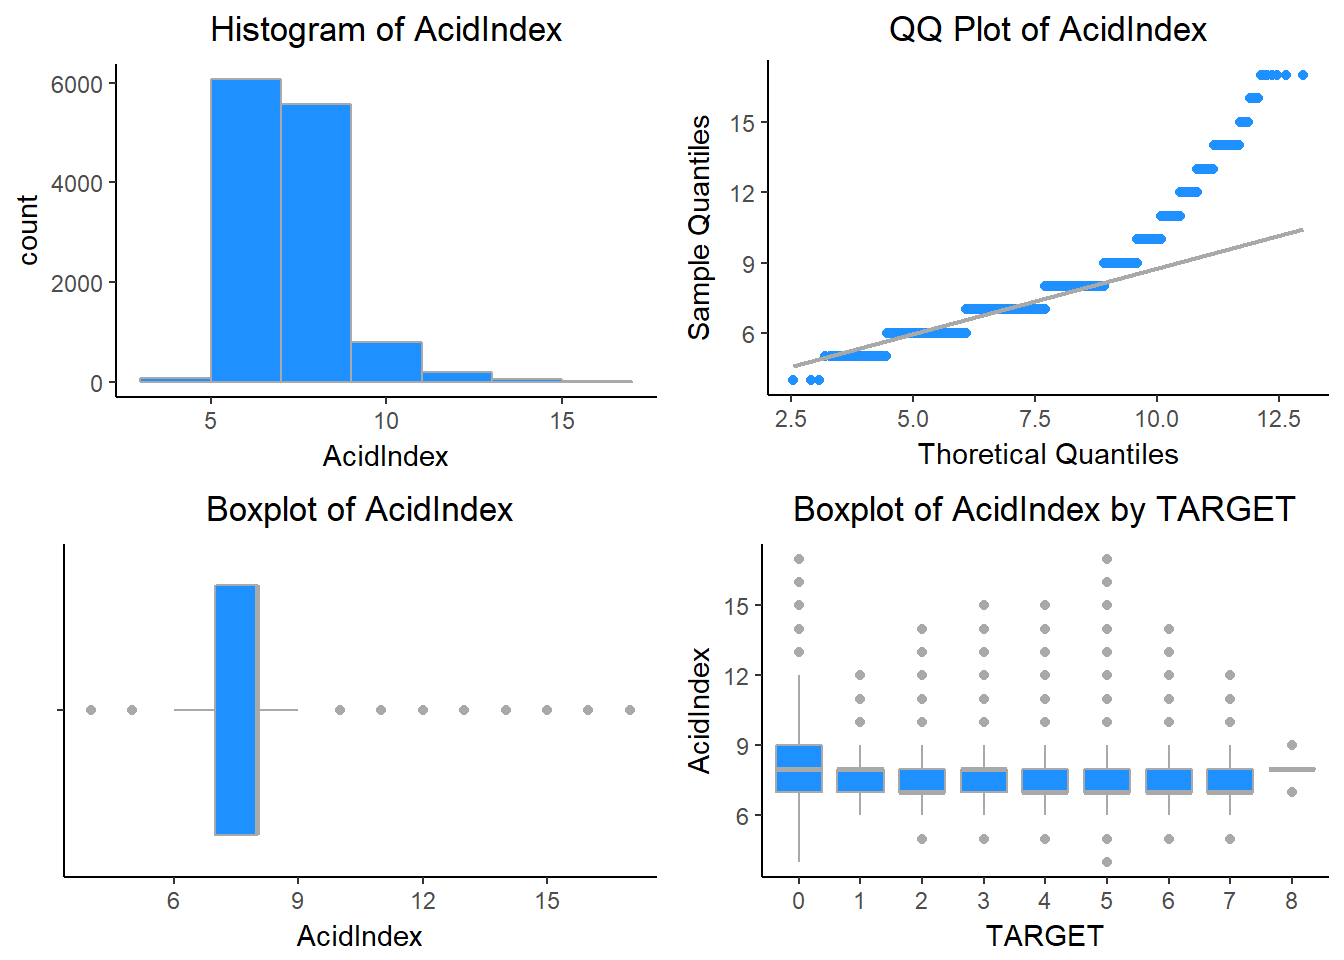 Histogram of AcidIndex
6000
4000
2000
0
count
5 10 15
AcidIndex
QQ Plot of AcidIndex
15
12
9
6
Sample Quantiles
2.5 5.0 7.5 10.0 12.5
Thoretical Quantiles
Boxplot of AcidIndex
6 9 12 15
AcidIndex
Boxplot of AcidIndex by TARGET
15
12
9
6
AcidIndex
0 1 2 3 4 5 6 7 8
TARGET